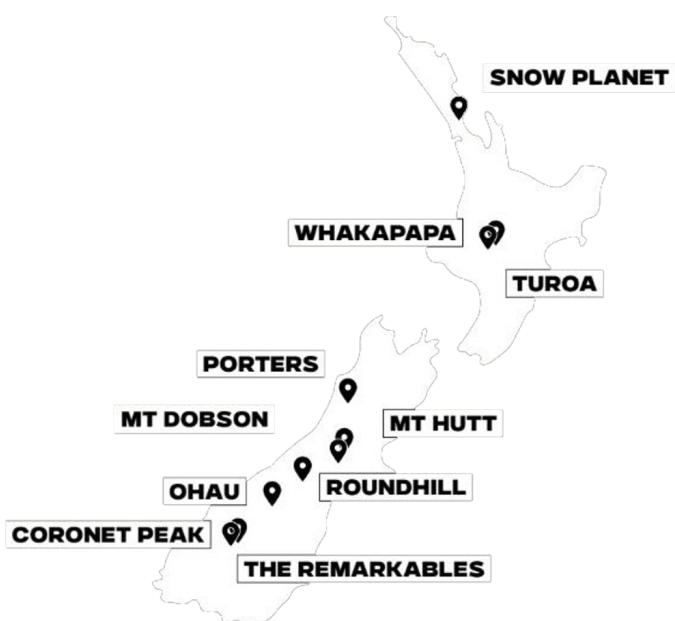 SNOW PLANET
WHAKAPAPA
TUROA
PORTERS
MT DOBSON
MT HUTT
OHAU
ROUNDHILL
CORONET PEAK
THE REMARKABLES